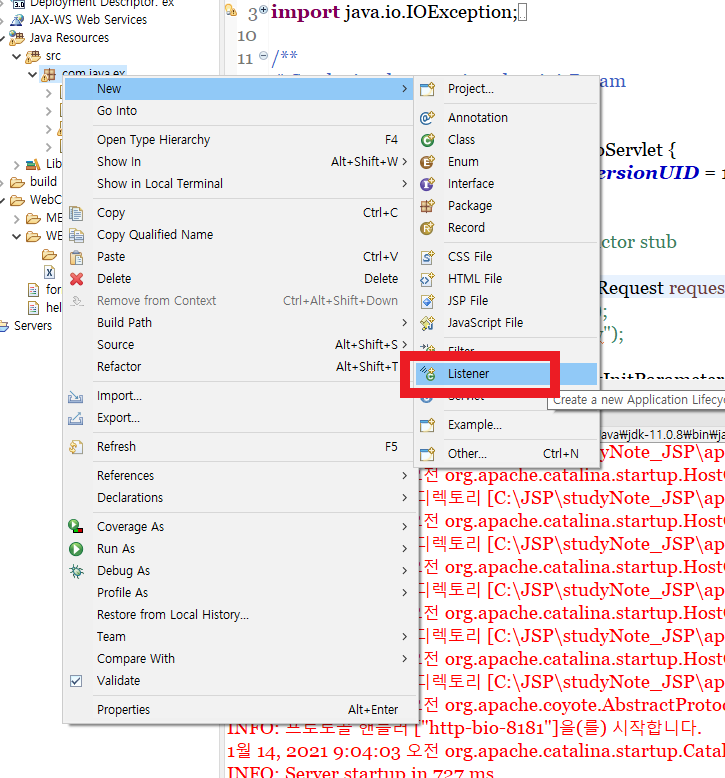 Deployment Descriptor: ex
JAX-WS Web Services
Java Resources
src
com.java.ex
Lib
build
WebC
ME
WE
X
for
hel
Servers
3 import java.io.IOException;
10
11 /**
ram
pServlet {
ersionUID = 1
ctor stub
Request reques
);
");
InitParameter
New
Go Into
Open Type Hierarchy F4
Show In Alt+Shift+W
Show in Local Terminal
Copy Ctrl+C
Copy Qualified Name
Paste Ctrl+V
Delete Delete
Remove from Context Ctrl+Alt+Shift+Down
Build Path
Source Alt+Shift+S
Refactor Alt+Shift+T
Import...
Export...
Refresh F5
References
Declarations
Coverage As
Run As
Debug As
Profile As
Restore from Local History...
Team
Compare With
Validate
Properties Alt+Enter
Project...
Annotation
Class
Enum
Interface
Package
Record
CSS File
HTML File
JSP File
JavaScript File
Filter
Listener
Servlet
Example...
Other... Ctrl+N
Create a new Application Lifecy
ava\jdk-11.0.8\bin\ja
udyNote_JSP\ap
오전 org.apache.catalina.startup.HostC
디렉토리 [C:\JSP\studyNote_JSP\ap
오전 org.apache.catalina.startup.HostC
디렉토리 [C:\JSP\studyNote_JSP\ap
오전 org.apache.catalina.startup.HostC
디렉토리 [C:\JSP\studyNote_JSP\ap
오전 org.apache.catalina.startup.HostC
디렉토리 [C:\JSP\studyNote_JSP\ap
오전 org.apache.catalina.startup.HostC
디렉토리 [C:\JSP\studyNote_JSP\ap
오전 org.apache.coyote.AbstractProtoc
INFO: 프로토콜 핸들러 ["http-bio-8181"]을(를) 시작합니다.
1월 14, 2021 9:04:03 오전 org.apache.catalina.startup.Catal
INFO: Server startup in 727 ms